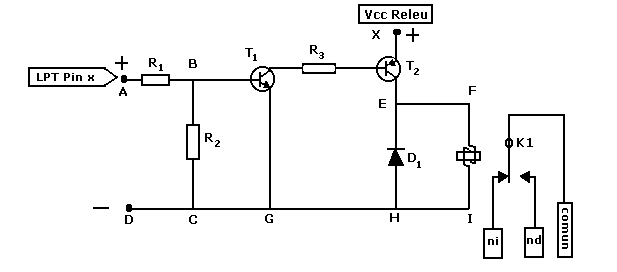 Vcc Releu
X +
T1
R3
T2
LPT Pin x
+
R1
B
A
E
F
R2
D1
K1
−
D
C
G
H
I
ni
nd
comun